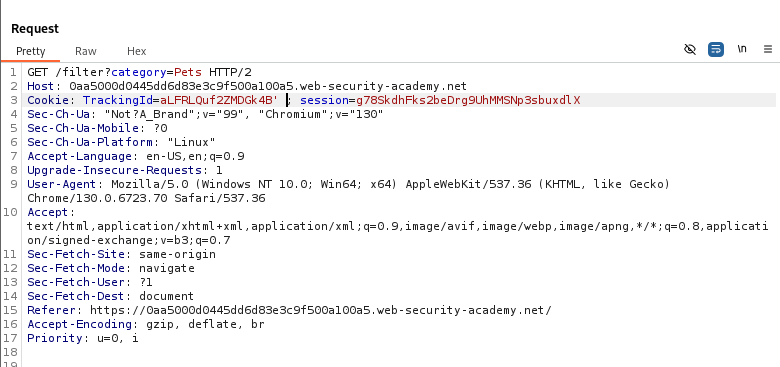 Request
Pretty Raw Hex \n
1 GET /filter?category=Pets HTTP/2
2 Host: 0aa5000d0445dd6d83e3c9f500a100a5.web-security-academy.net
3 Cookie: TrackingId=aLFRLQuf2ZMDGk4B' ; session=g78SkdhFks2beDrg9UhMMSNp3sbuxdlX
4 Sec-Ch-Ua: "Not?A_Brand";v="99", "Chromium";v="130"
5 Sec-Ch-Ua-Mobile: ?0
6 Sec-Ch-Ua-Platform: "Linux"
7 Accept-Language: en-US,en;q=0.9
8 Upgrade-Insecure-Requests: 1
9 User-Agent: Mozilla/5.0 (Windows NT 10.0; Win64; x64) AppleWebKit/537.36 (KHTML, like Gecko)
Chrome/130.0.6723.70 Safari/537.36
10 Accept:
text/html,application/xhtml+xml,application/xml;q=0.9,image/avif,image/webp,image/apng,*/*;q=0.8,applicati
on/signed-exchange;v=b3;q=0.7
11 Sec-Fetch-Site: same-origin
12 Sec-Fetch-Mode: navigate
13 Sec-Fetch-User: ?1
14 Sec-Fetch-Dest: document
15 Referer: https://0aa5000d0445dd6d83e3c9f500a100a5.web-security-academy.net/
16 Accept-Encoding: gzip, deflate, br
17 Priority: u=0, i
18
19